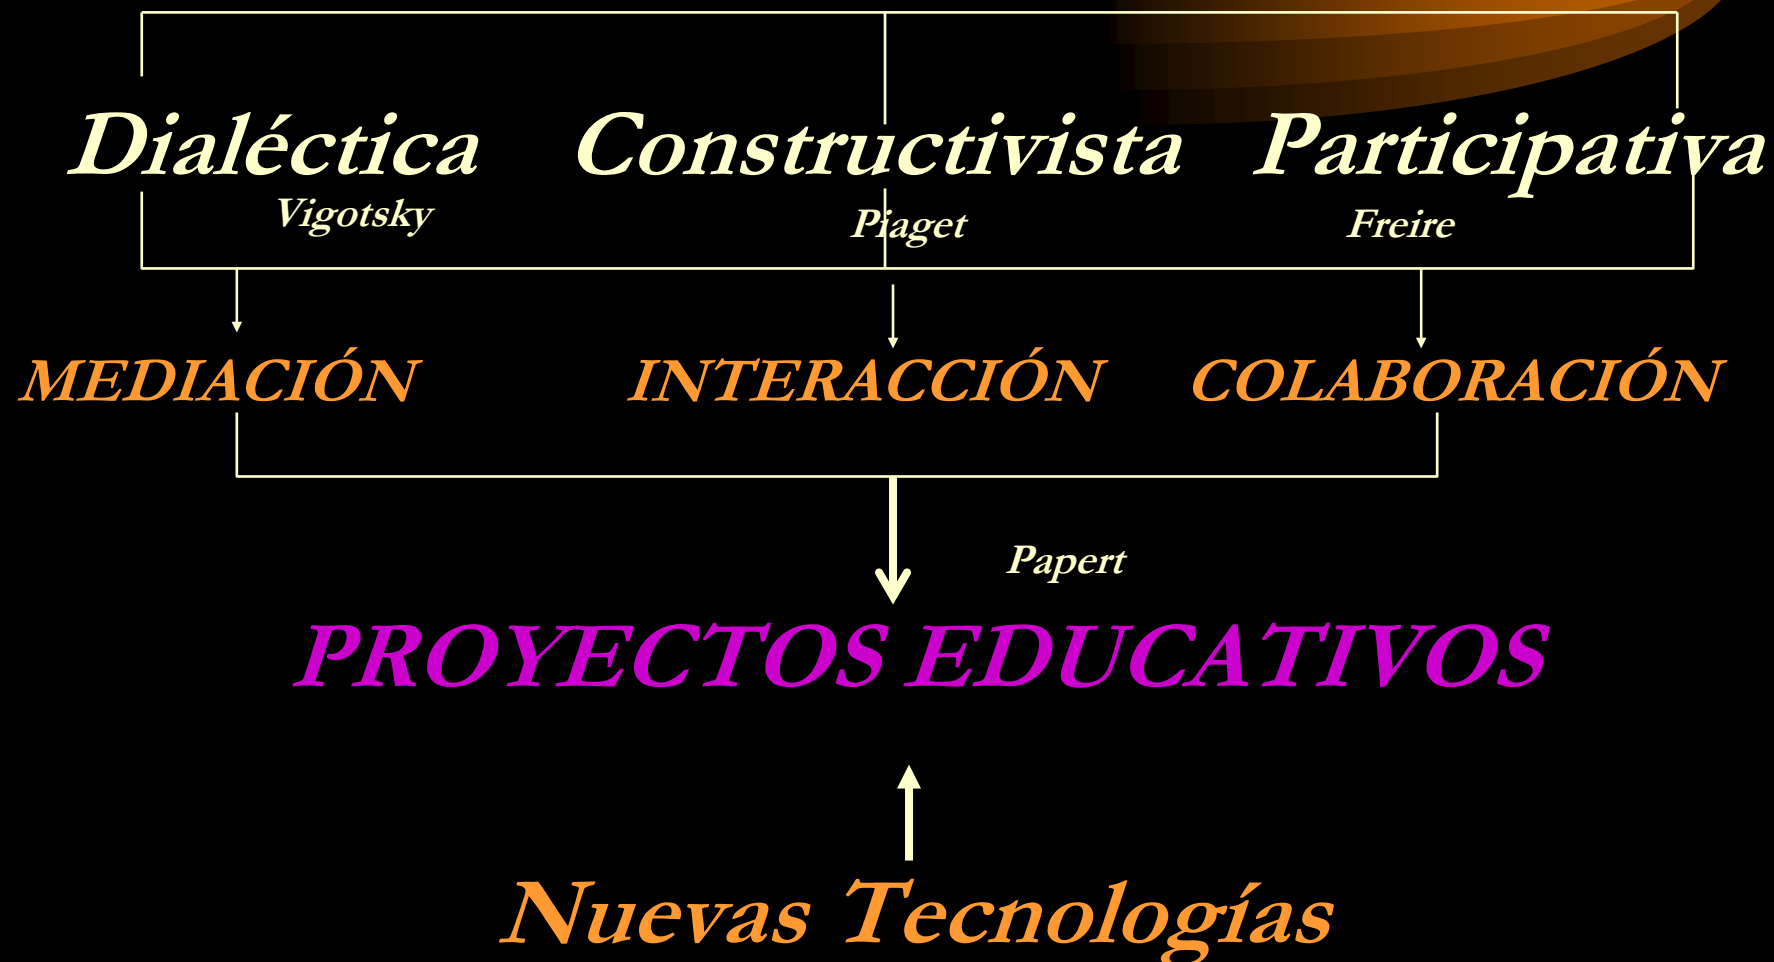 Dialéctica Constructivista Participativa
Vigotsky Piaget Freire
MEDIACIÓN INTERACCIÓN COLABORACIÓN
Papert
PROYECTOS EDUCATIVOS
Nuevas Tecnologías